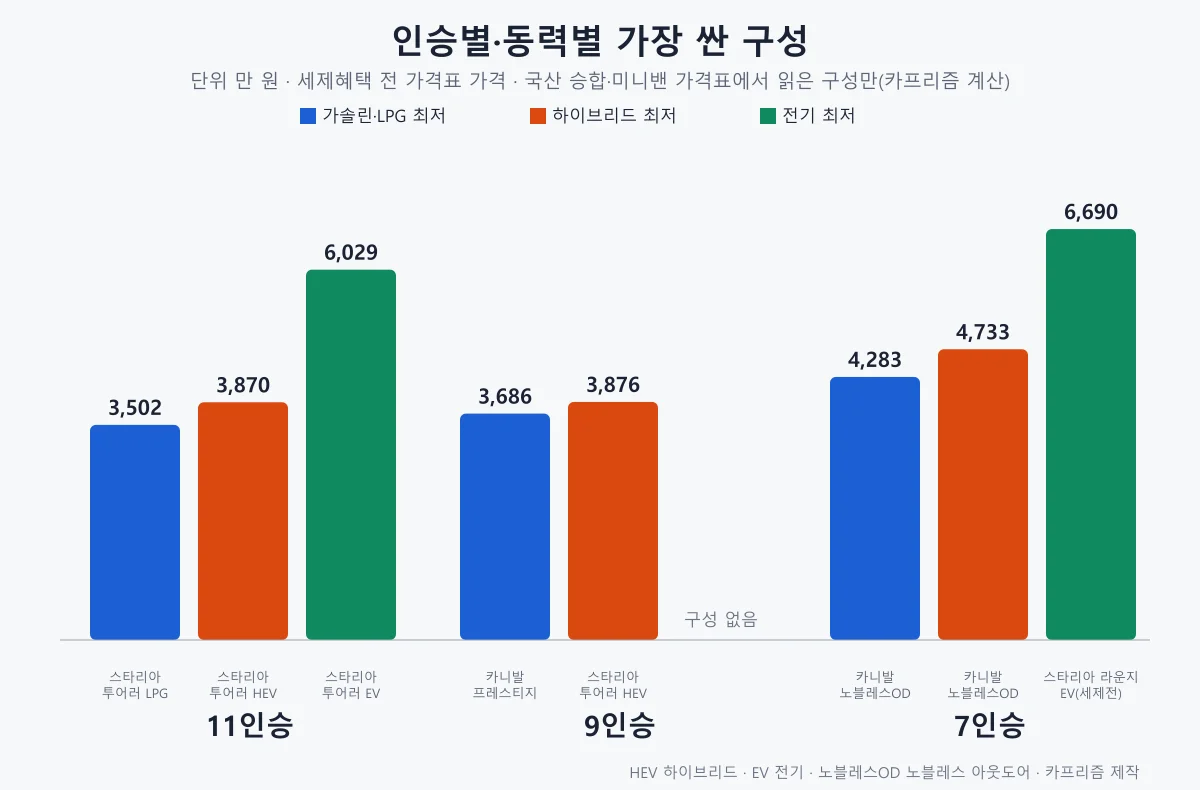 인승별·동력별 가장 싼 구성
단위 만 원 · 세제혜택 전 가격표 가격 · 국산 승합·미니밴 가격표에서 읽은 구성만(카프리즘 계산)
가솔린·LPG 최저 하이브리드 최저 전기 최저
3,502
3,870
6,029
3,686
3,876
구성 없음
4,283
4,733
6,690
스타리아
투어러 LPG
스타리아
투어러 HEV
스타리아
투어러 EV
카니발
프레스티지
스타리아
투어러 HEV
카니발
노블레스OD
카니발
노블레스OD
스타리아 라운지
EV(세제전)
11인승
9인승
7인승
HEV 하이브리드 · EV 전기 · 노블레스OD 노블레스 아웃도어 · 카프리즘 제작